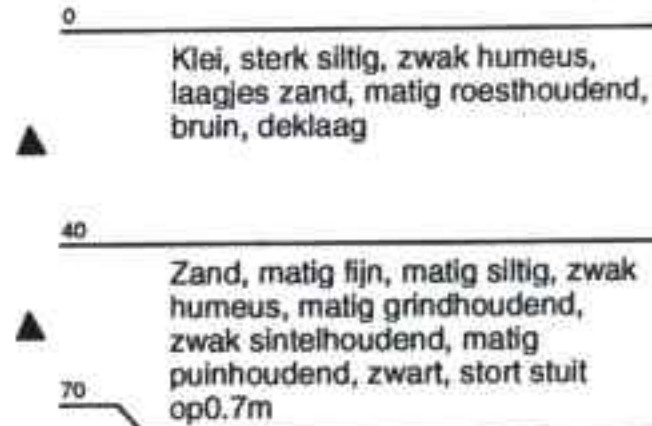 0
Klei, sterk siltig, zwak humeus,
laagjes zand, matig roesthoudend,
bruin, deklaag
40
Zand, matig fijn, matig siltig, zwak
humeus, matig grindhoudend,
zwak sintelhoudend, matig
puinhoudend, zwart, stort stuit
70
op0.7m